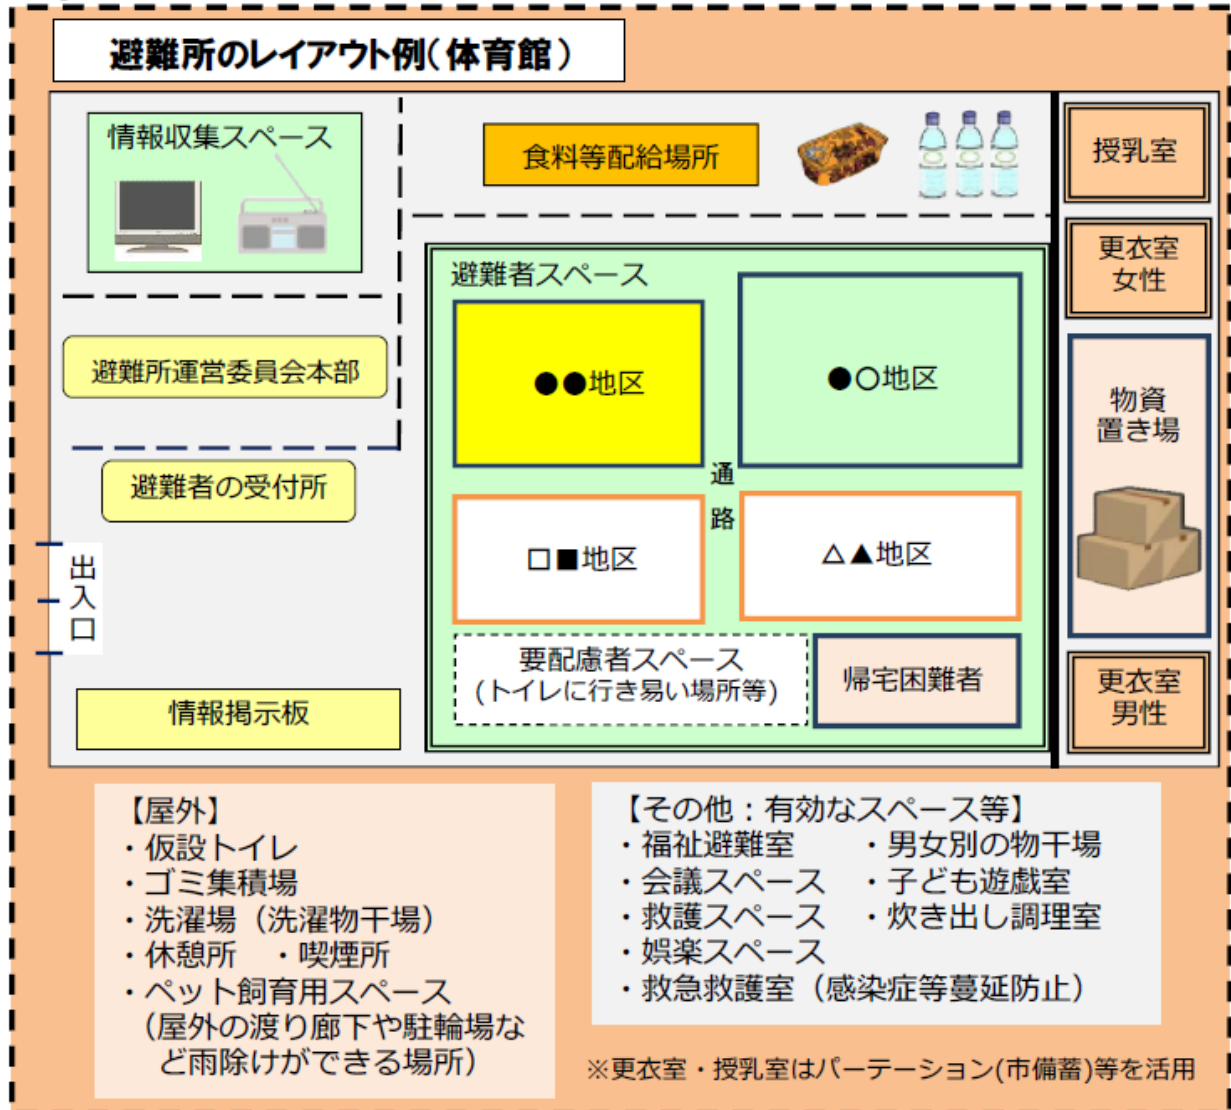 避難所のレイアウト例(体育館)
情報収集スペース
食料等配給場所
授乳室
更衣室
女性
避難者スペース
避難所運営委員会本部
●●地区
●○地区
物資
置き場
避難者の受付所
通
路
出
入
口
□■地区
△▲地区
要配慮者スペース
(トイレに行き易い場所等)
帰宅困難者
更衣室
男性
情報掲示板
【屋外】
・仮設トイレ
・ゴミ集積場
・洗濯場（洗濯物干場）
・休憩所　・喫煙所
・ペット飼育用スペース
（屋外の渡り廊下や駐輪場な
ど雨除けができる場所）
【その他：有効なスペース等】
・福祉避難室　　・男女別の物干場
・会議スペース　・子ども遊戯室
・救護スペース　・炊き出し調理室
・娯楽スペース
・救急救護室（感染症等蔓延防止）
※更衣室・授乳室はパーテーション(市備蓄)等を活用